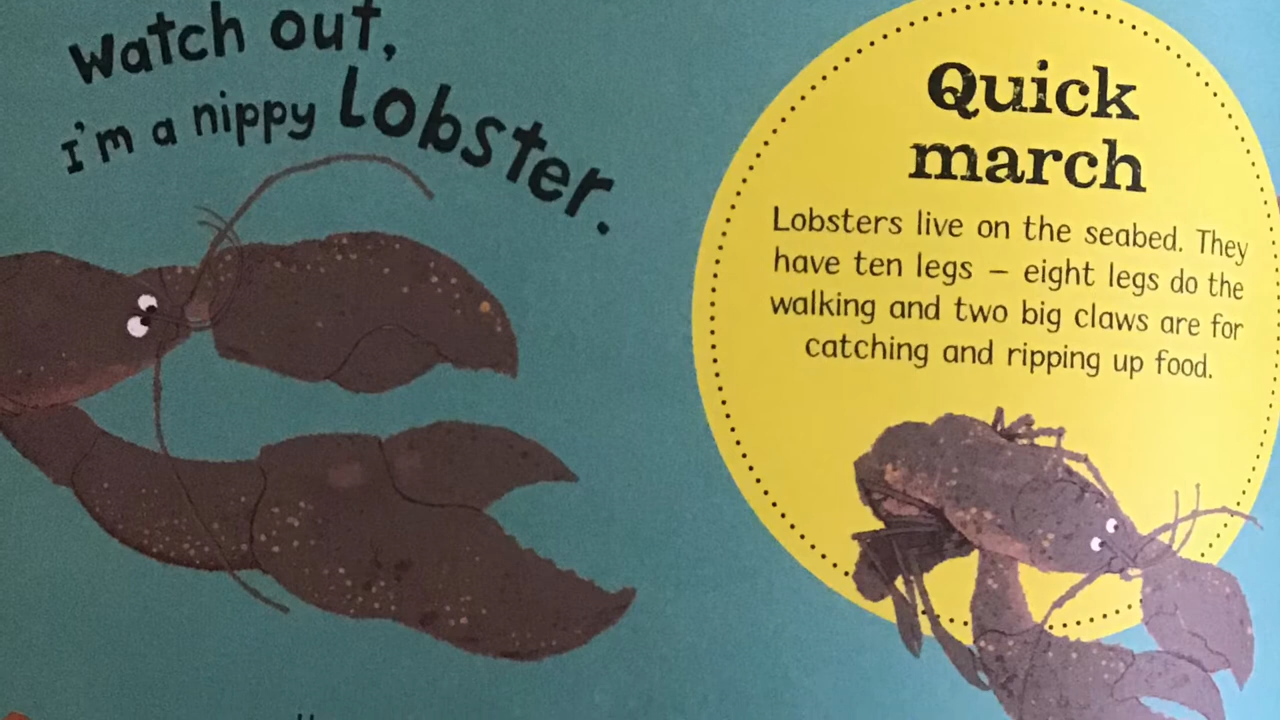 Watch out,
I'm a nippy Lobster.
Quick
march
Lobsters live on the seabed. They
have ten legs – eight legs do the
walking and two big claws are for
catching and ripping up food.